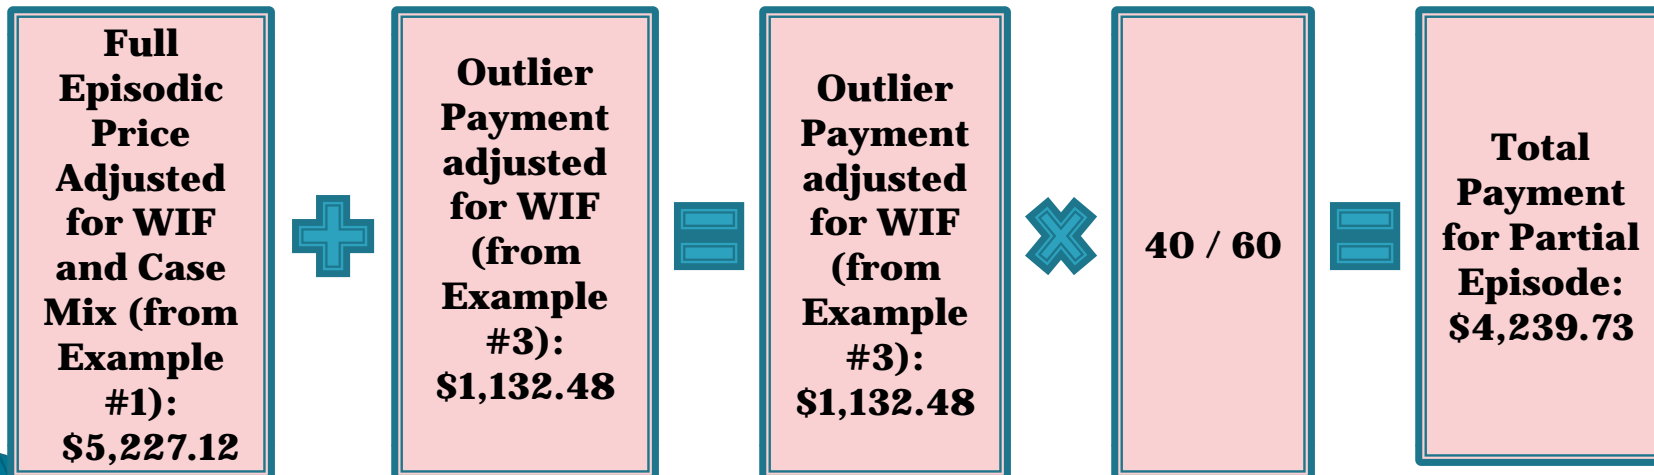 Full
Episodic
Price
Adjusted
for WIF
and Case
Mix (from
Example
#1):
$5,227.12
Outlier
Payment
adjusted
for WIF
(from
Example
#3):
$1,132.48
Outlier
Payment
adjusted
for WIF
(from
Example
#3):
$1,132.48
40 / 60
Total
Payment
for Partial
Episode:
$4,239.73